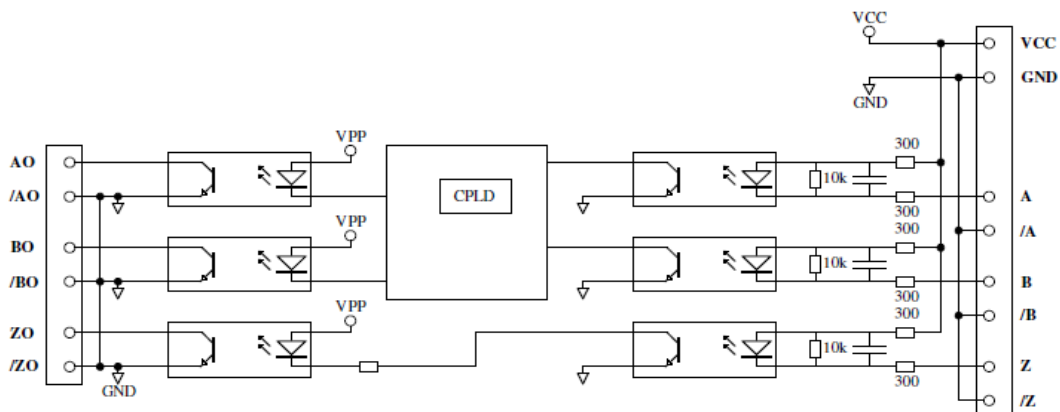 VCC
VCC
GND
GND
300
AO
VPP
10k
/AO
CPLD
A
300
300
/A
BO
VPP
10k
/BO
B
300
300
/B
ZO
VPP
10k
/ZO
Z
GND
300
/Z